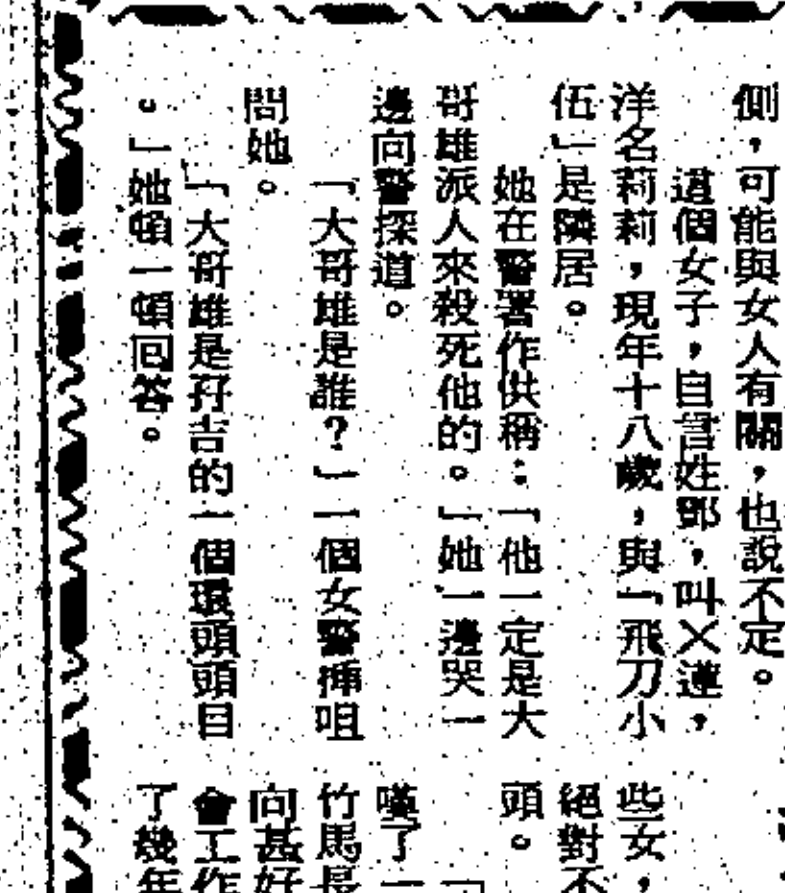 側，可能與女人有關，也說不定。
這個女子，自言姓鄧，叫×蓮，
洋名莉莉，現年十八歲，與「飛刀小
伍」是隣居。
她在警署作供稱：「他一定是大
哥雄派人來殺死他的。」她一邊哭一
邊向警探道。
「大哥雄是誰？」一個女警揷咀
問她。
「大哥雄是孖吉的一個環頭頭目
。」她頓一頓回答。
些女，
絕對不
頭。
嘆了一
竹馬長
向甚好
會工作
了幾年